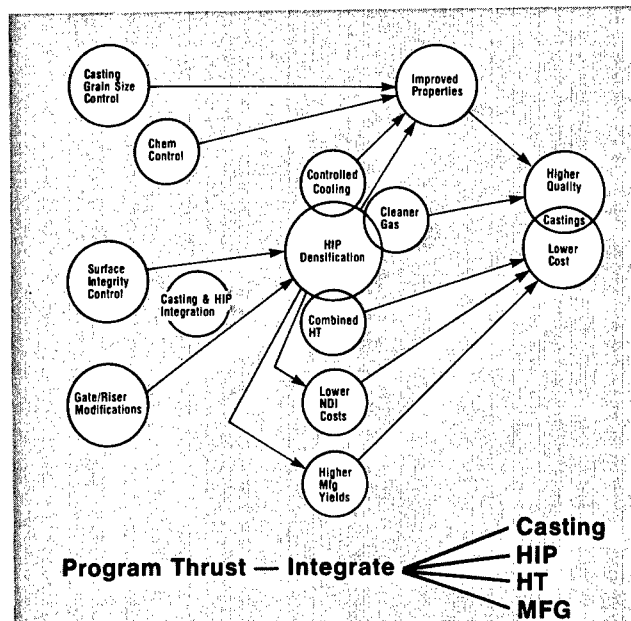 Casting
Grain Size
Control
Improved
Properties
Chem
Control
Controlled
Cooling
Higher
Quality
Cleaner
Gas
Castings
HIP
Densification
Lower
Cost
Surface
Integrity
Control
Casting & HIP
Integration
Combined
HT
Gate/Riser
Modifications
Lower
NDI
Costs
Higher
Mfg
Yields
Casting
HIP
Program Thrust — Integrate
HT
MFG